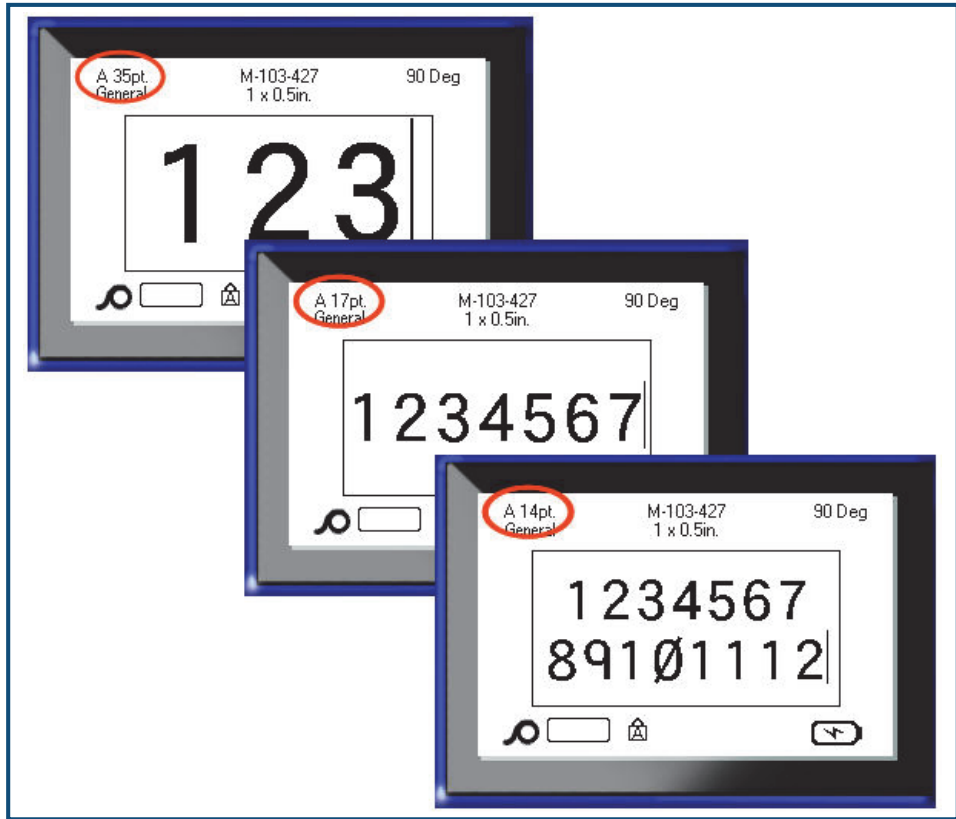 A 35pt. M-103-427 90 Deg
General 1 x 0.5in.
123
A
A 17pt. M-103-427 90 Deg
General 1 x 0.5in.
1234567
A 14pt. M-103-427 90 Deg
General 1 x 0.5in.
1234567
89101112
A